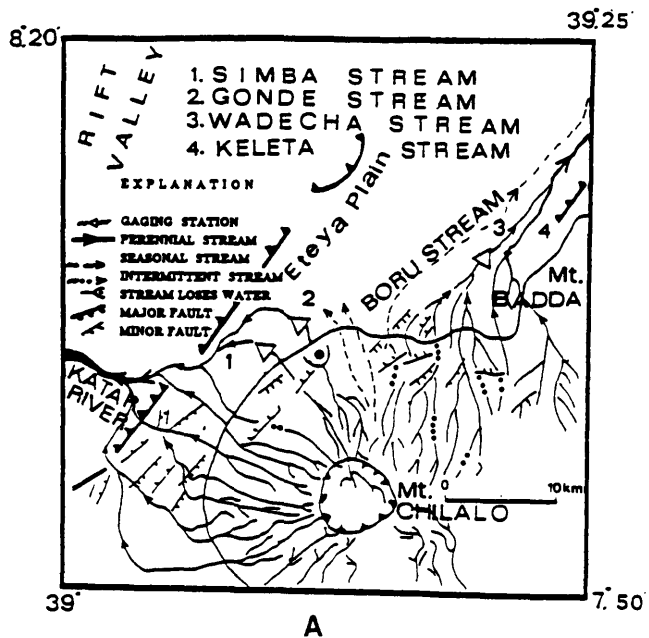 8°20'
39°25'
RIFT VALLEY
1. SIMBA STREAM
2. GONDE STREAM
3. WADECHA STREAM
4. KELETA STREAM
EXPLANATION
GAGING STATION
PERENNIAL STREAM
SEASONAL STREAM
INTERMITTENT STREAM
STREAM LOSES WATER
MAJOR FAULT
MINOR FAULT
Eteya Plain
BORU STREAM
3
4
Mt.
BADDA
2
1
KATAR
RIVER
1
Mt.
CHILALO
0
10km
39°
7°50'
A